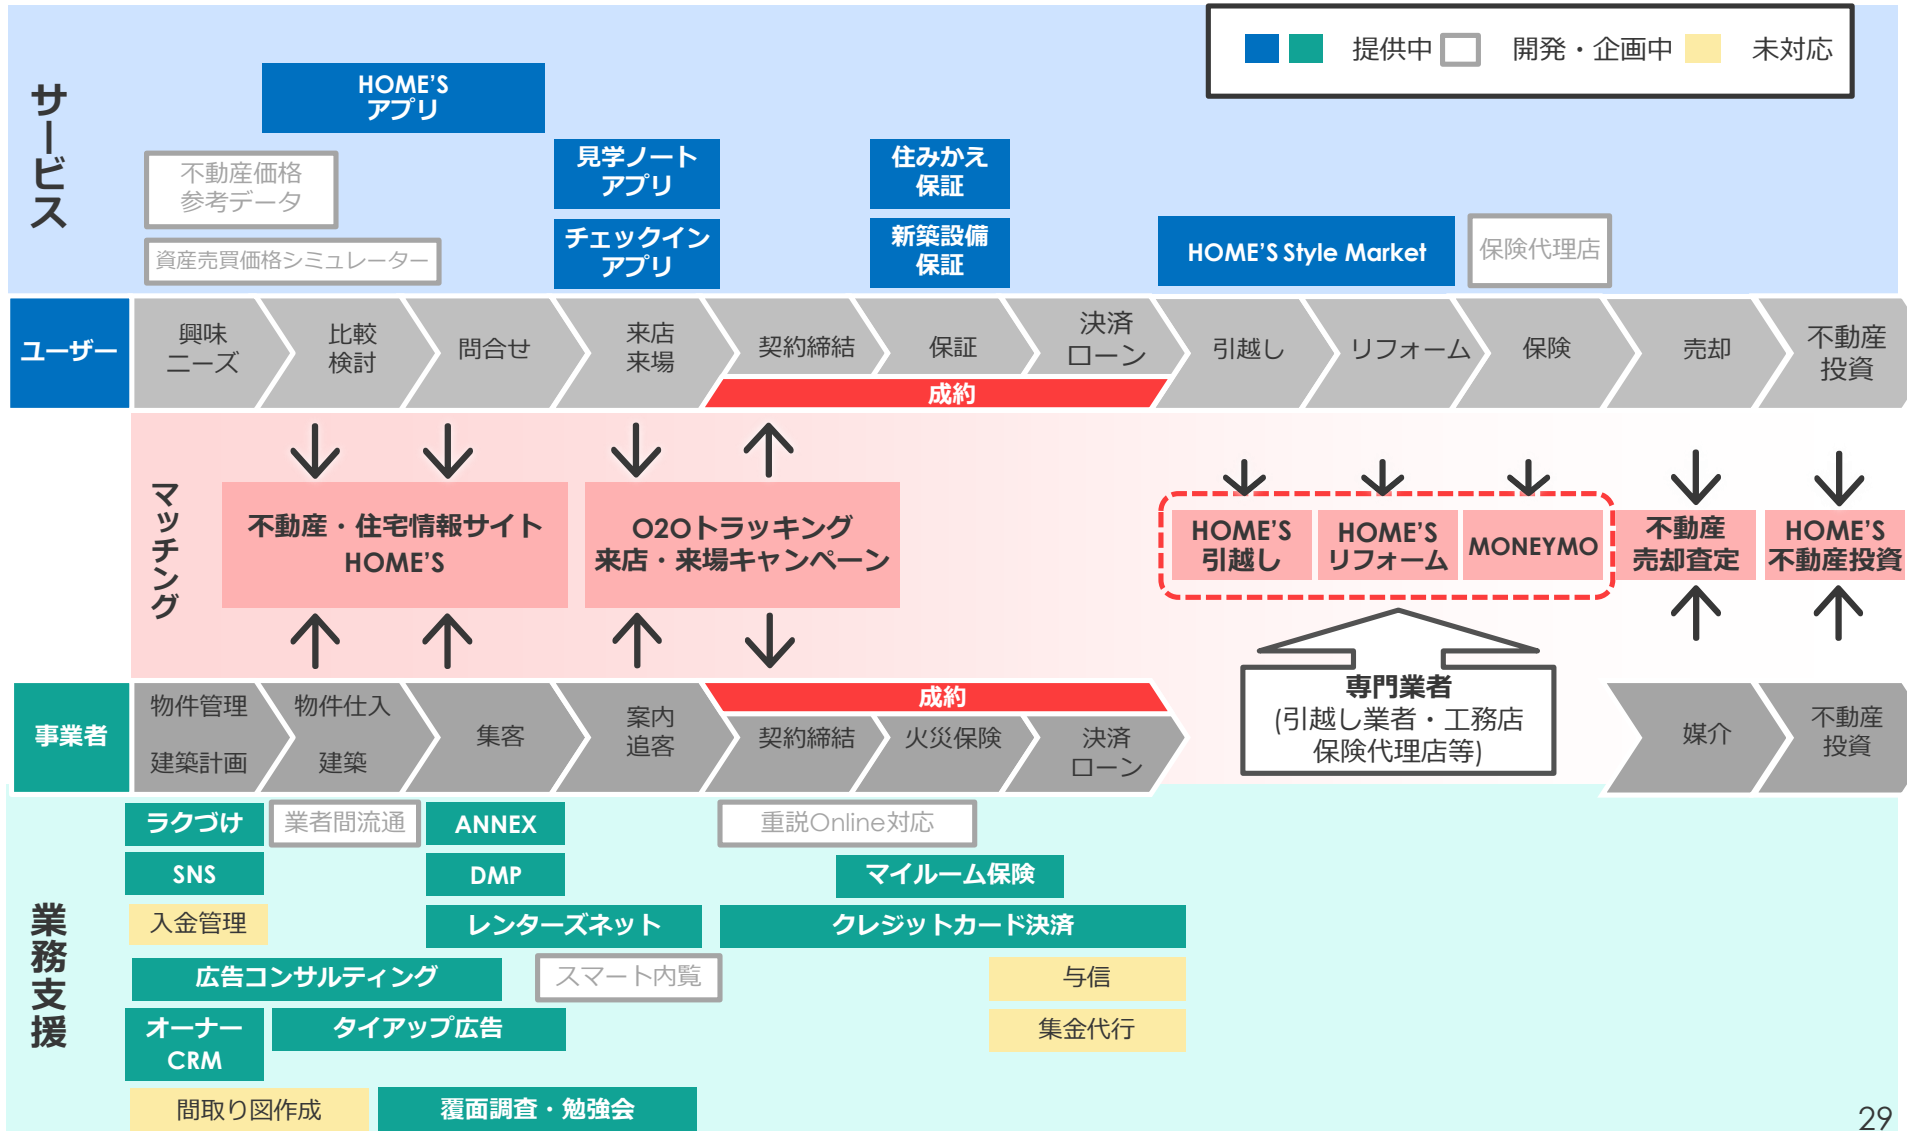 提供中
開発・企画中
未対応
サービス
HOME'S
アプリ
不動産価格
参考データ
資産売買価格シミュレーター
見学ノート
アプリ
チェックイン
アプリ
住みかえ
保証
新築設備
保証
HOME'S Style Market
保険代理店
ユーザー
興味
ニーズ
比較
検討
問合せ
来店
来場
契約締結
保証
決済
ローン
引越し
リフォーム
保険
売却
不動産
投資
成約
マッチング
不動産・住宅情報サイト
HOME'S
O2Oトラッキング
来店・来場キャンペーン
HOME'S
引越し
HOME'S
リフォーム
MONEYMO
不動産
売却査定
HOME'S
不動産投資
専門業者
(引越し業者・工務店
保険代理店等)
事業者
物件管理
建築計画
物件仕入
建築
集客
案内
追客
成約
契約締結
火災保険
決済
ローン
媒介
不動産
投資
業務支援
ラクづけ
業者間流通
ANNEX
重説Online対応
SNS
DMP
マイルーム保険
入金管理
レンターズネット
クレジットカード決済
広告コンサルティング
スマート内覧
与信
オーナー
CRM
タイアップ広告
集金代行
間取り図作成
覆面調査・勉強会
29